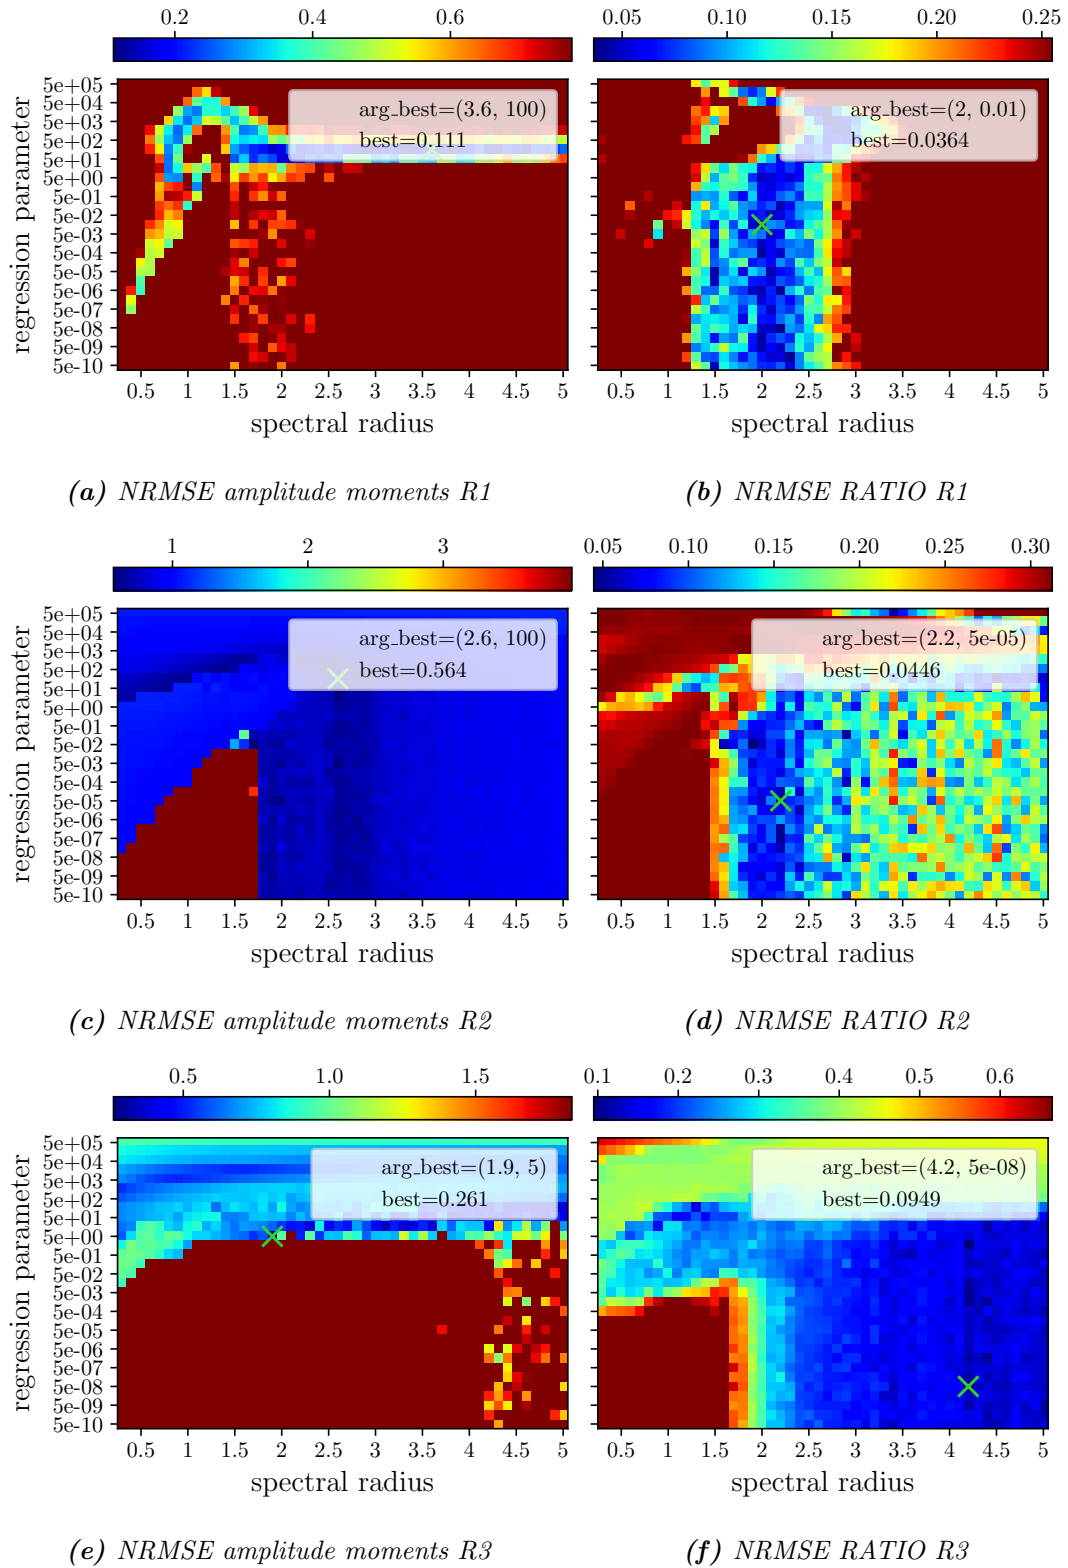 0.2 0.4 0.6
0.05 0.10 0.15 0.20 0.25
regression parameter
5e+05
5e+04
5e+03
5e+02
5e+01
5e+00
5e-01
5e-02
5e-03
5e-04
5e-05
5e-06
5e-07
5e-08
5e-09
5e-10
arg_best=(3.6, 100)
best=0.111
0.5 1 1.5 2 2.5 3 3.5 4 4.5 5
spectral radius
arg_best=(2, 0.01)
best=0.0364
0.5 1 1.5 2 2.5 3 3.5 4 4.5 5
spectral radius
(a) NRMSE amplitude moments R1
(b) NRMSE RATIO R1
1 2 3
0.05 0.10 0.15 0.20 0.25 0.30
regression parameter
5e+05
5e+04
5e+03
5e+02
5e+01
5e+00
5e-01
5e-02
5e-03
5e-04
5e-05
5e-06
5e-07
5e-08
5e-09
5e-10
arg_best=(2.6, 100)
best=0.564
0.5 1 1.5 2 2.5 3 3.5 4 4.5 5
spectral radius
arg_best=(2.2, 5e-05)
best=0.0446
0.5 1 1.5 2 2.5 3 3.5 4 4.5 5
spectral radius
(c) NRMSE amplitude moments R2
(d) NRMSE RATIO R2
0.5 1.0 1.5
0.1 0.2 0.3 0.4 0.5 0.6
regression parameter
5e+05
5e+04
5e+03
5e+02
5e+01
5e+00
5e-01
5e-02
5e-03
5e-04
5e-05
5e-06
5e-07
5e-08
5e-09
5e-10
arg_best=(1.9, 5)
best=0.261
0.5 1 1.5 2 2.5 3 3.5 4 4.5 5
spectral radius
arg_best=(4.2, 5e-08)
best=0.0949
0.5 1 1.5 2 2.5 3 3.5 4 4.5 5
spectral radius
(e) NRMSE amplitude moments R3
(f) NRMSE RATIO R3